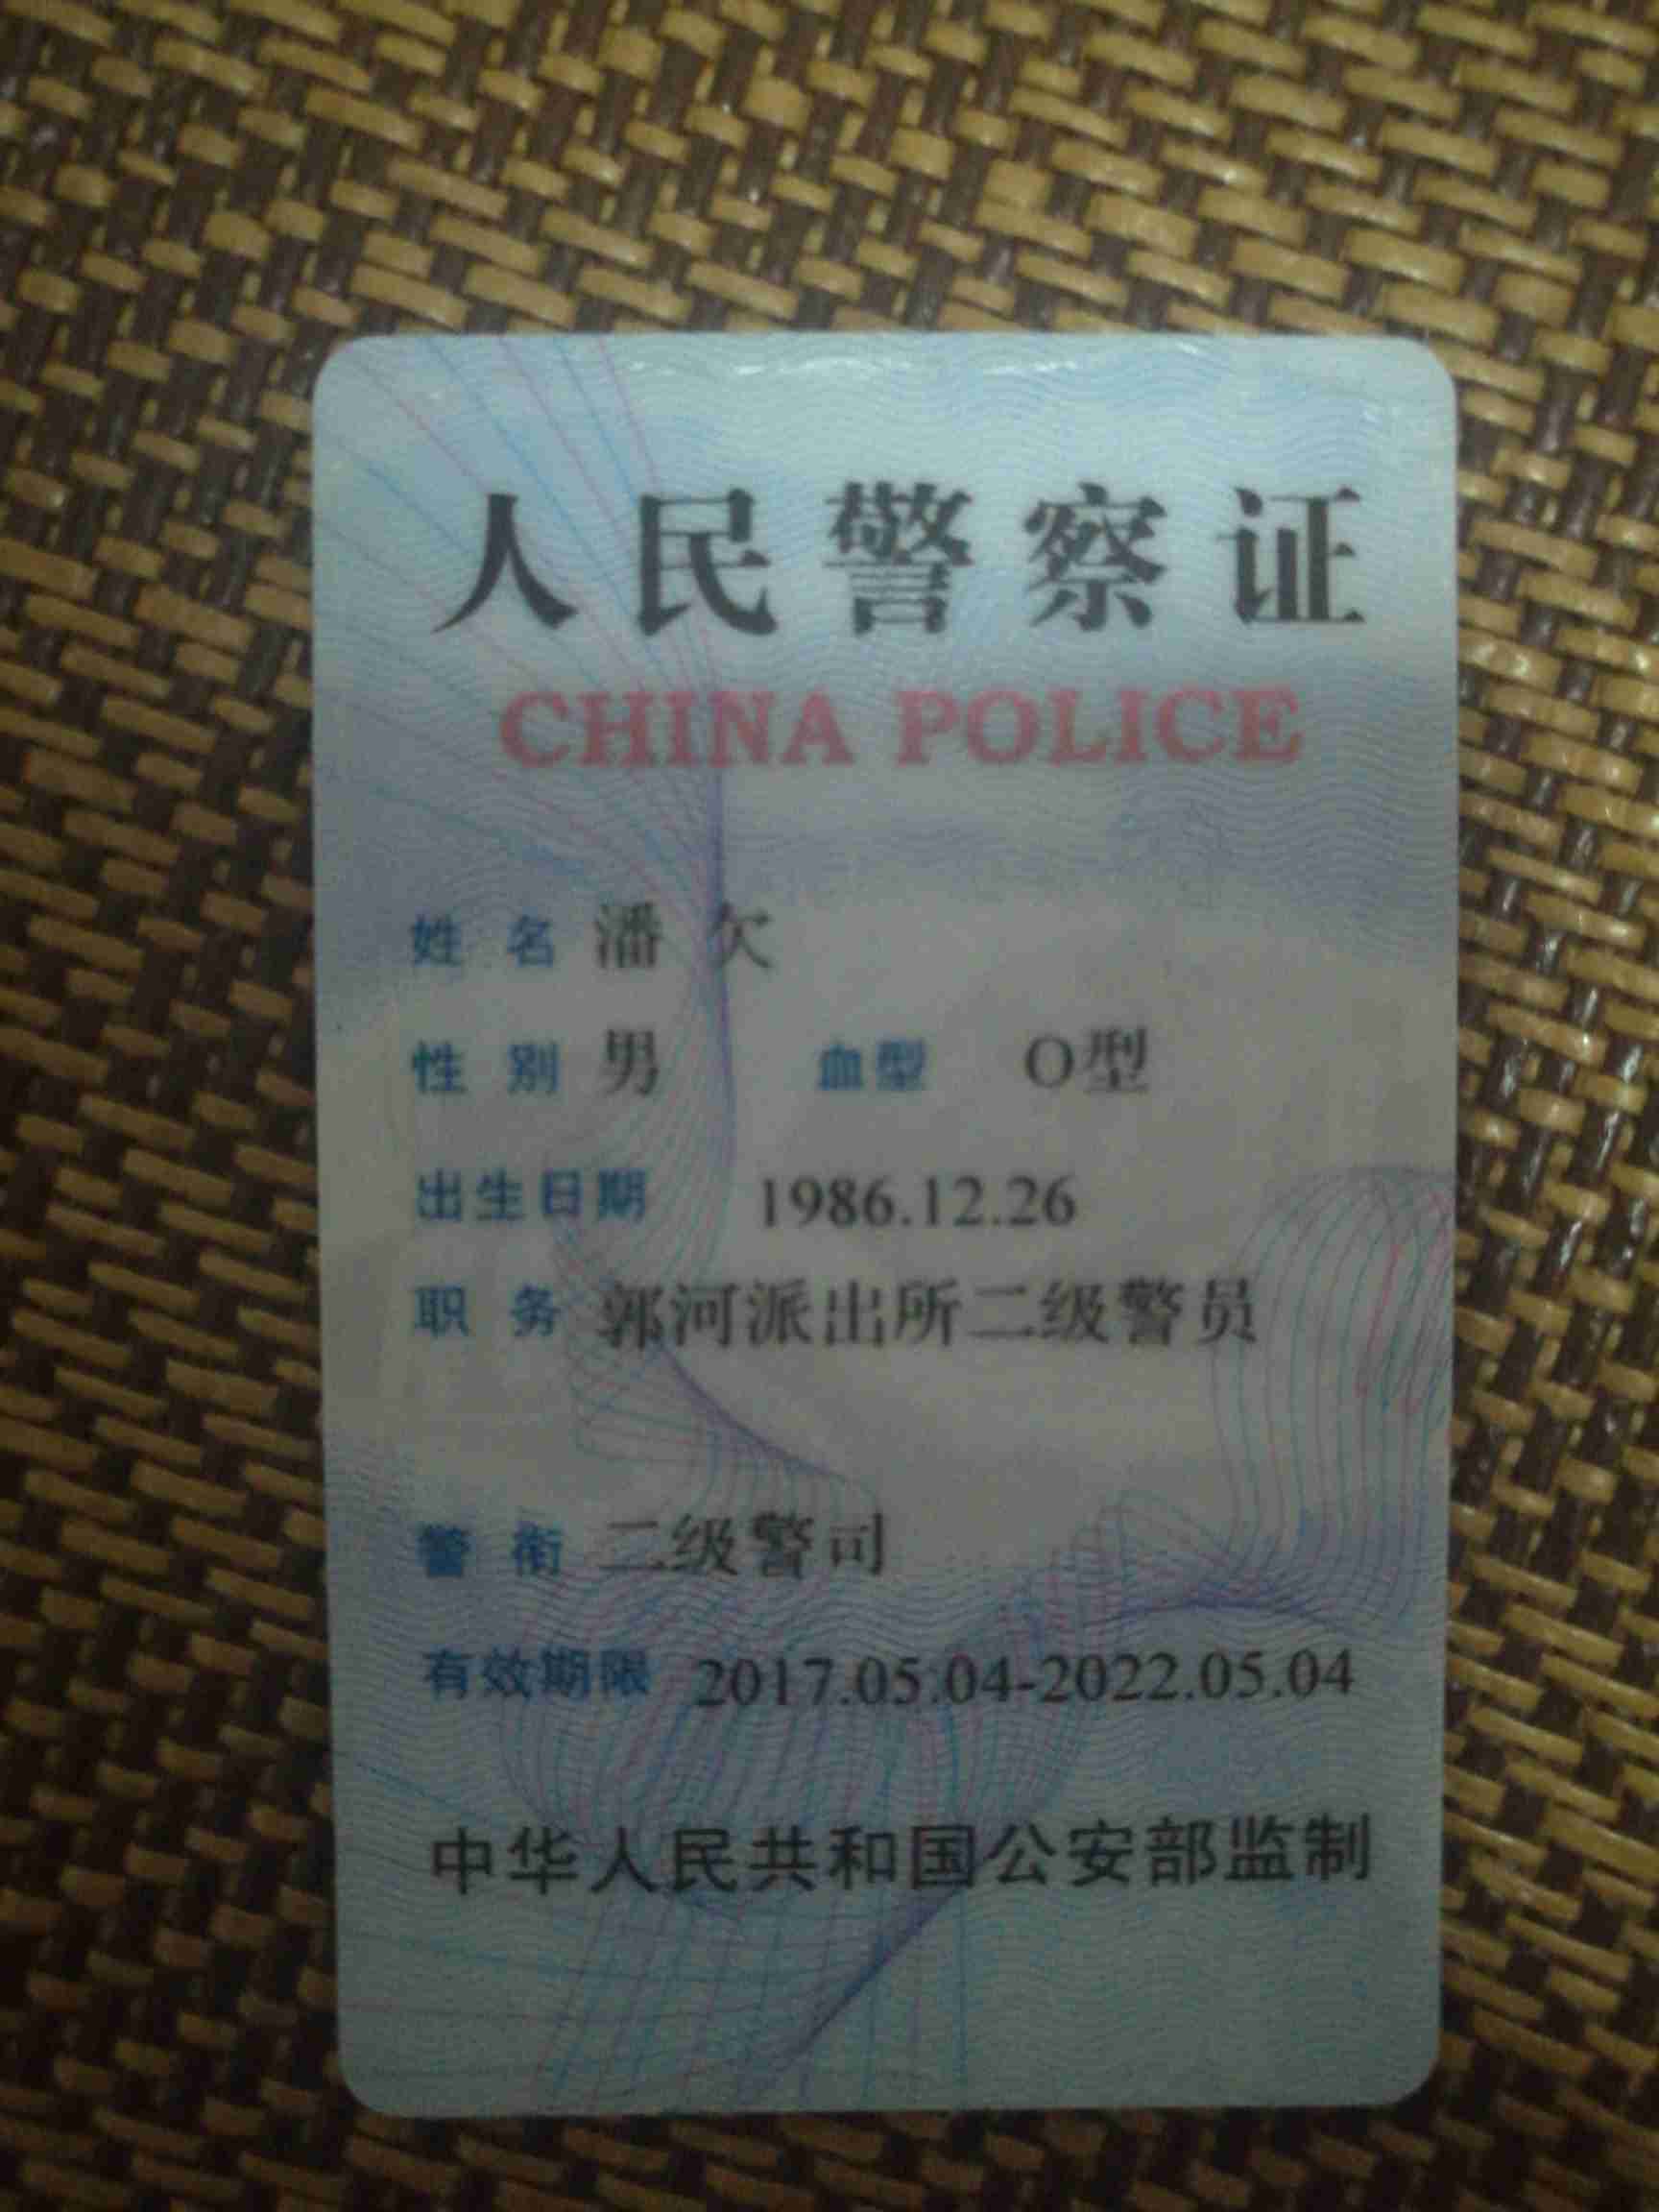 人民警察证
CHINA POLICE
姓名 潘 欠
性别 男 血型 O型
出生日期 1986.12.26
职务 郭河派出所二级警员
警衔 二级警司
有效期限 2017.05.04-2022.05.04
中华人民共和国公安部监制